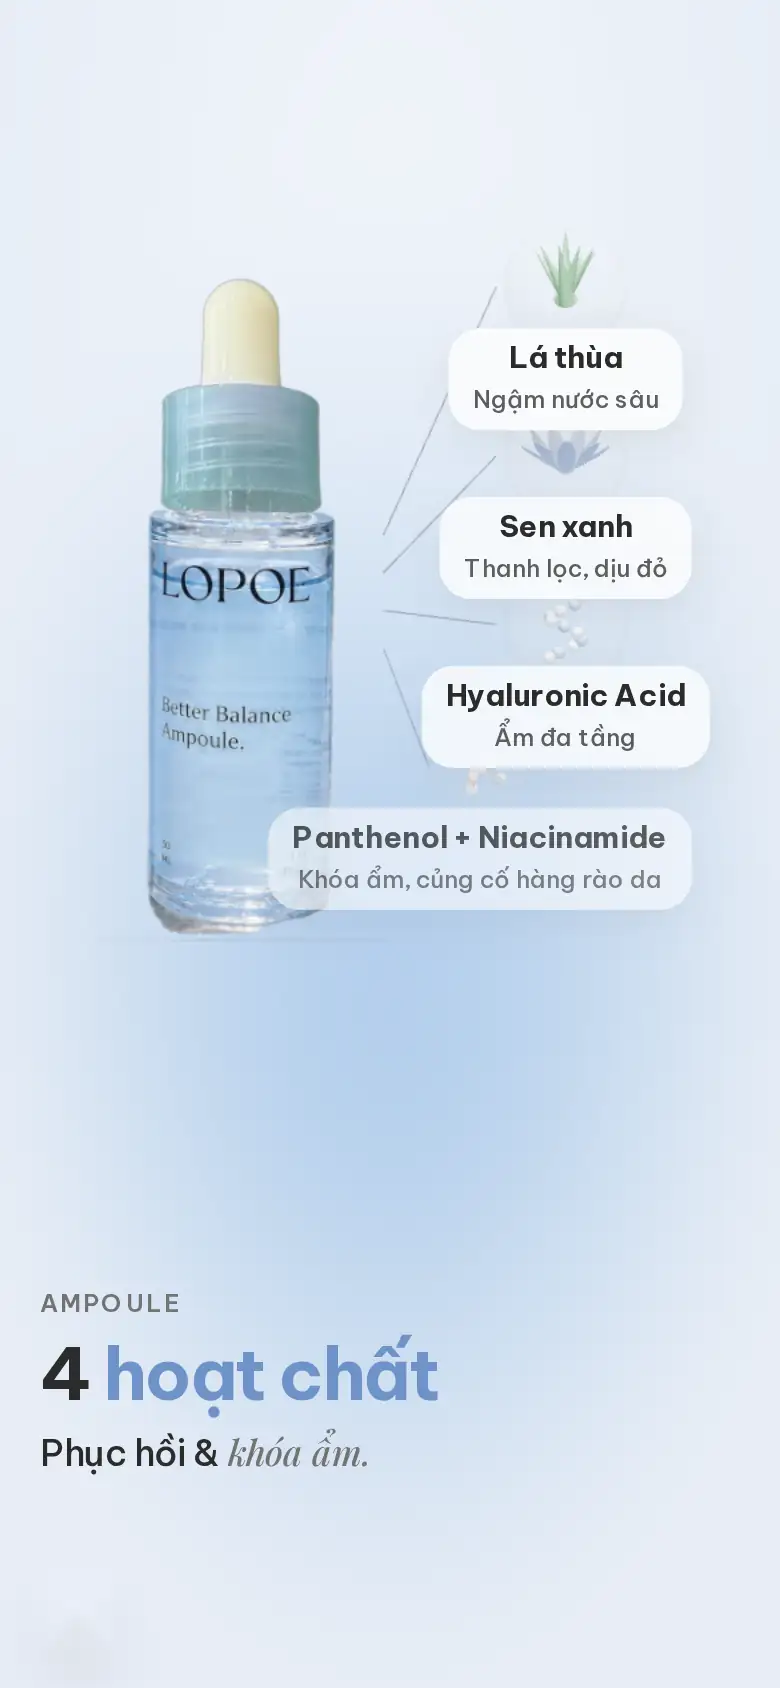 Lá thùa
Ngậm nước sâu
Sen xanh
Thanh lọc, dịu đỏ
LOPOE
Hyaluronic Acid
Ẩm đa tầng
Better Balance
Ampoule.
Panthenol + Niacinamide
Khóa ẩm, củng cố hàng rào da
AMPOULE
4 hoạt chất
Phục hồi & khóa ẩm.